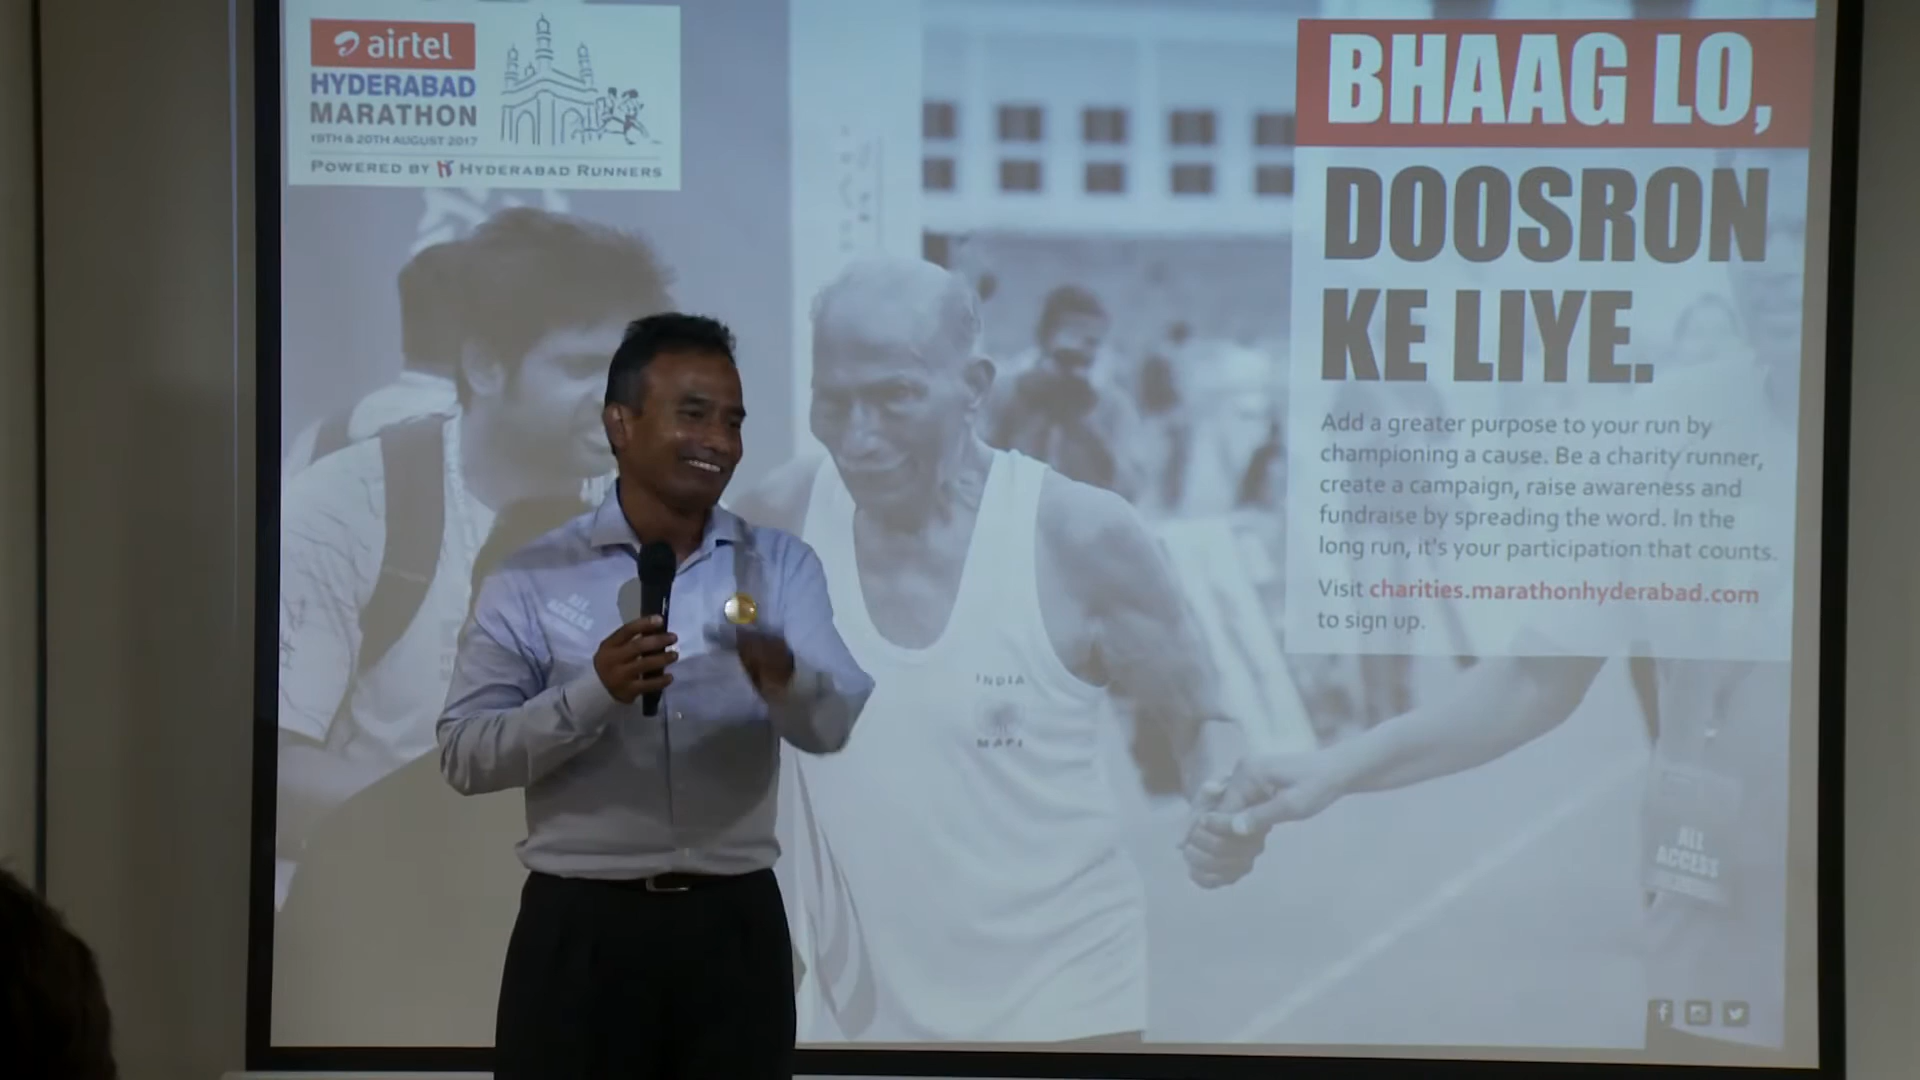 airtel
HYDERABAD
MARATHON
19TH & 20TH AUGUST 2017
POWERED BY HYDERABAD RUNNERS
BHAAG LO,
DOOSRON
KE LIYE.
Add a greater purpose to your run by
championing a cause. Be a charity runner,
create a campaign, raise awareness and
fundraise by spreading the word. In the
long run, it's your participation that counts.
Visit charities.marathonhyderabad.com
to sign up.
ALL
ACCESS
INDIA
ALL
ACCESS